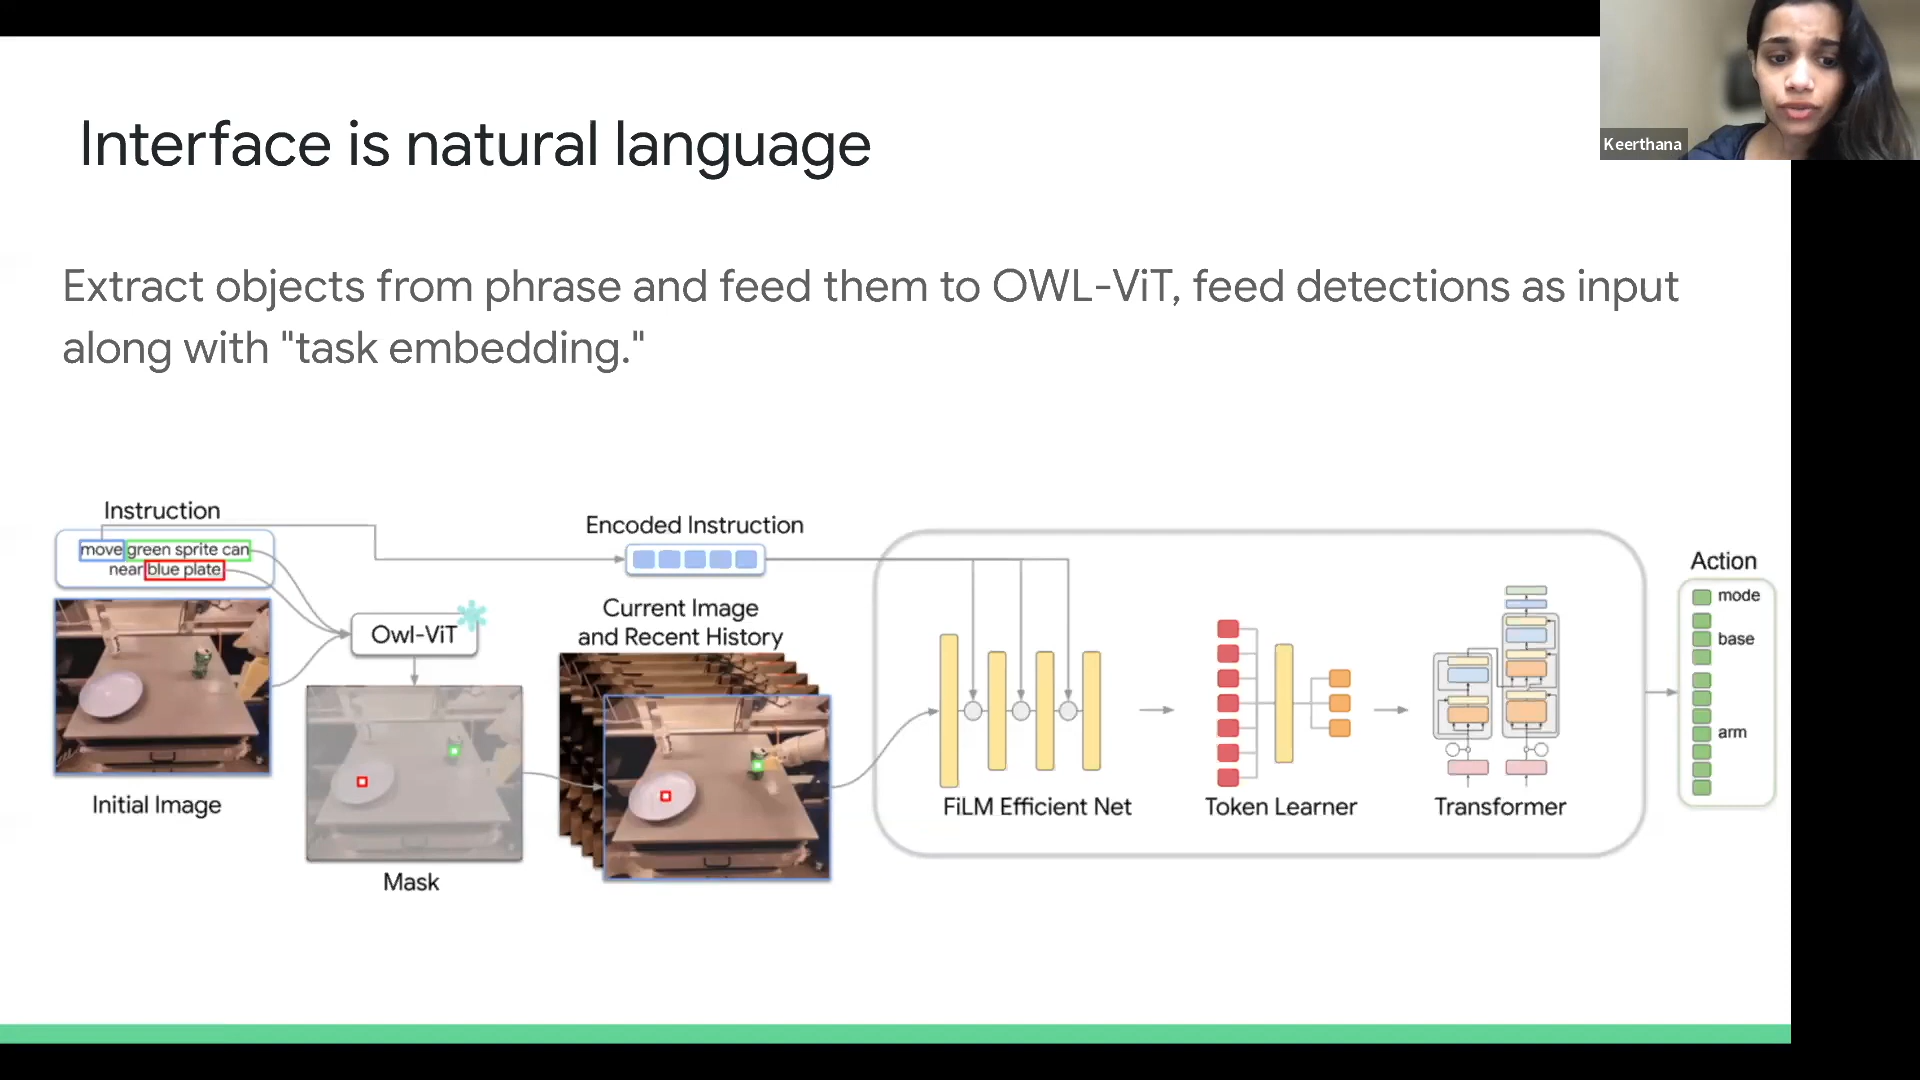 Keerthana
Interface is natural language
Extract objects from phrase and feed them to OWL-ViT, feed detections as input
along with "task embedding."
Instruction
move green sprite can
near blue plate
Initial Image
Owl-ViT
Mask
Encoded Instruction
Current Image
and Recent History
FiLM Efficient Net
Token Learner
Transformer
Action
mode
base
arm